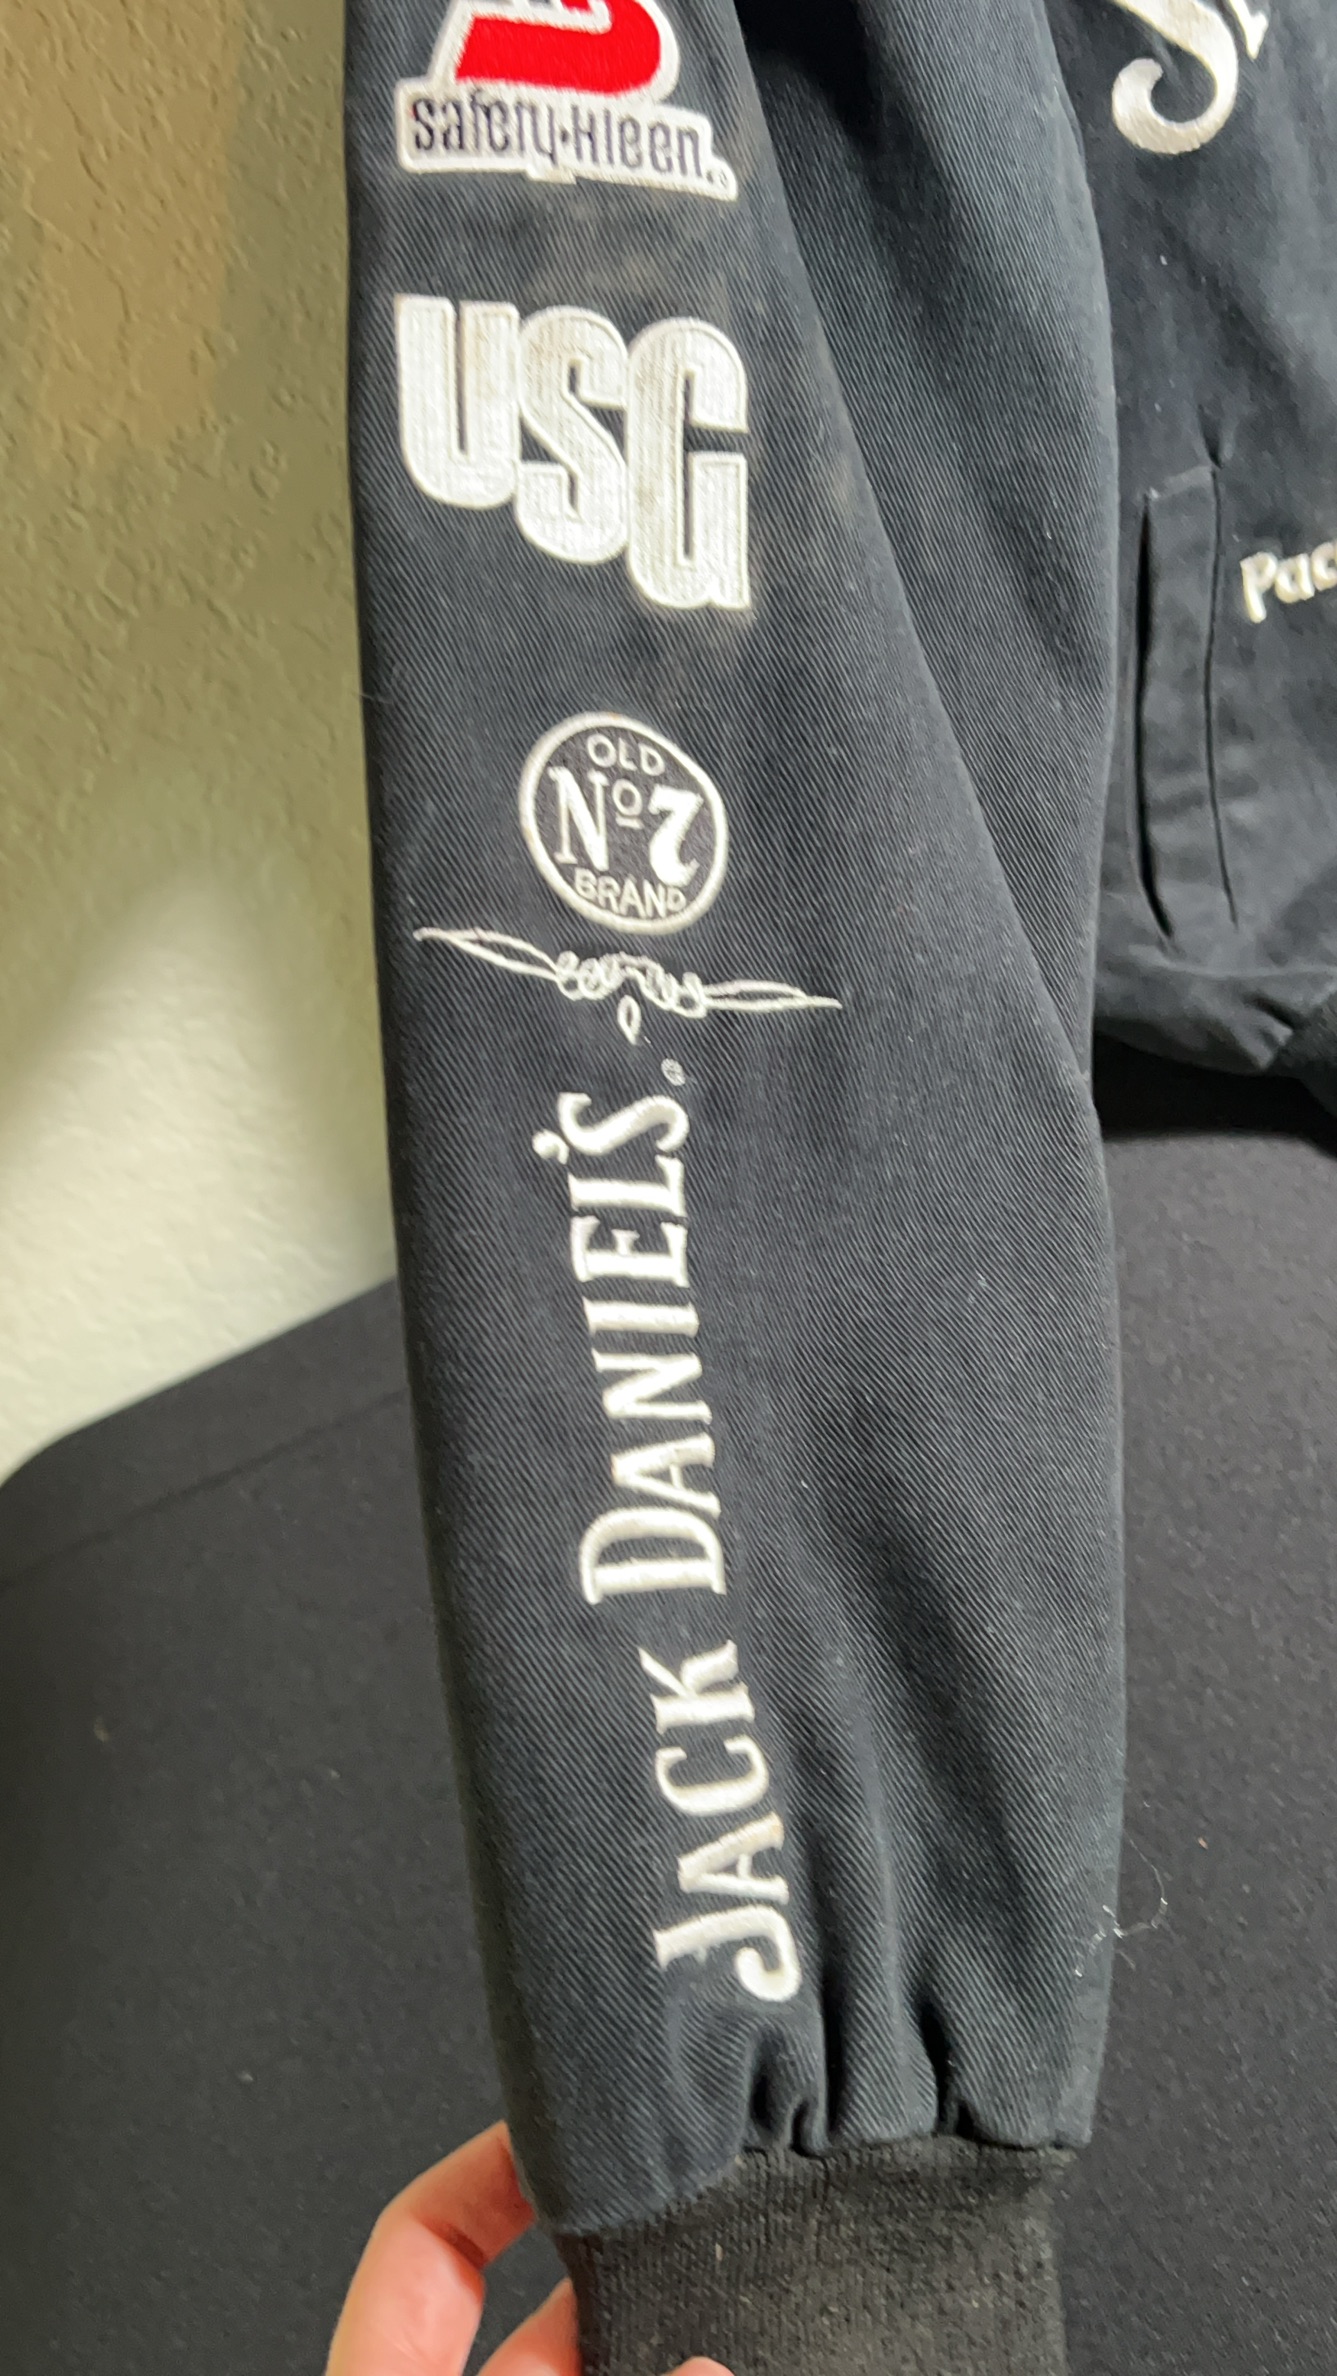 safety-kleen.
USG
OLD
No 7
BRAND
JACK DANIEL'S.